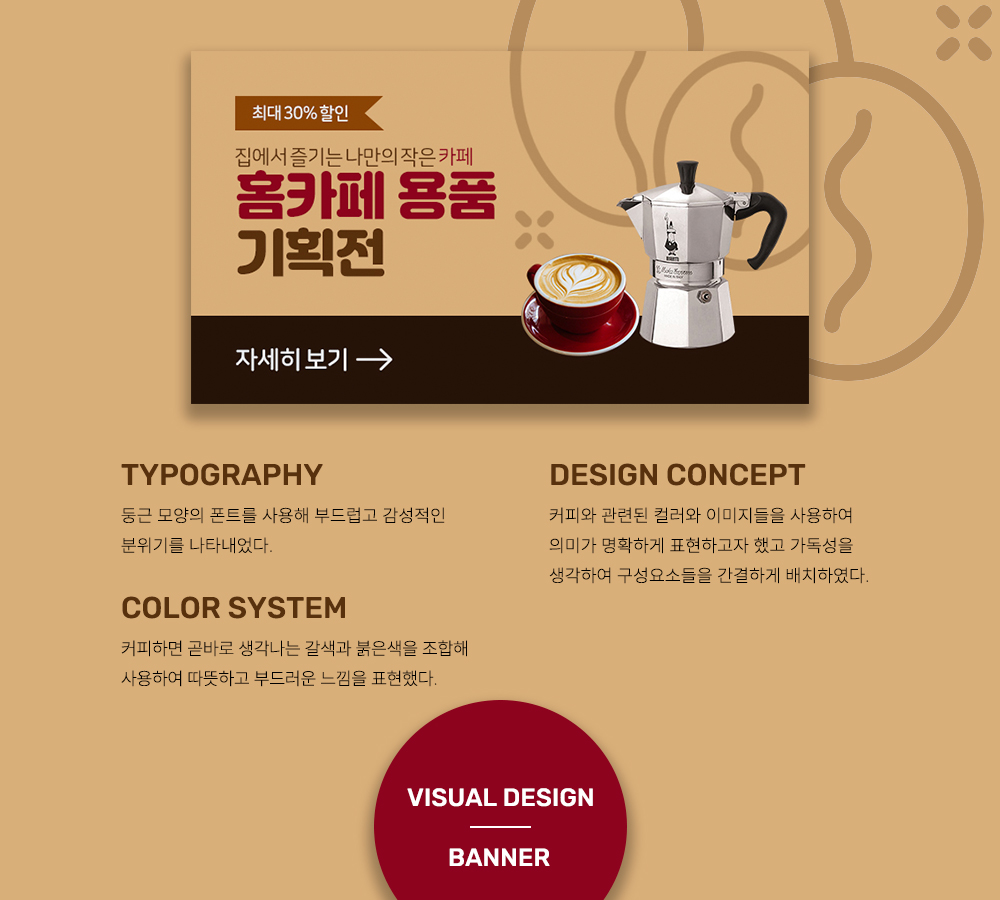 최대 30% 할인
집에서 즐기는 나만의 작은 카페
홈카페 용품
기획전
BIALETTI
Moka Express
자세히 보기
TYPOGRAPHY
둥근 모양의 폰트를 사용해 부드럽고 감성적인
분위기를 나타내었다.
COLOR SYSTEM
커피하면 곧바로 생각나는 갈색과 붉은색을 조합해
사용하여 따뜻하고 부드러운 느낌을 표현했다.
DESIGN CONCEPT
커피와 관련된 컬러와 이미지들을 사용하여
의미가 명확하게 표현하고자 했고 가독성을
생각하여 구성요소들을 간결하게 배치하였다.
VISUAL DESIGN
BANNER